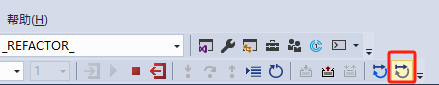 帮助(H)
_REFACTOR_
1